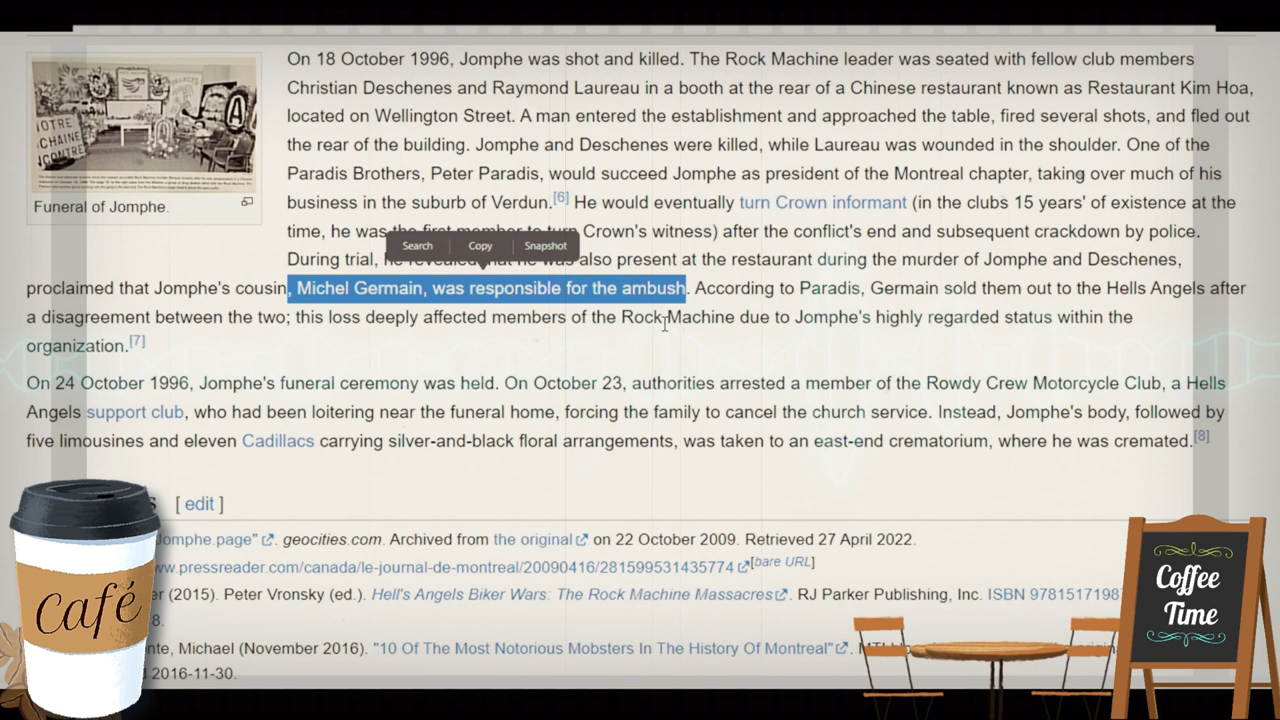 On 18 October 1996, Jomphe was shot and killed. The Rock Machine leader was seated with fellow club members
Christian Deschenes and Raymond Laureau in a booth at the rear of a Chinese restaurant known as Restaurant Kim Hoa,
located on Wellington Street. A man entered the establishment and approached the table, fired several shots, and fled out
the rear of the building. Jomphe and Deschenes were killed, while Laureau was wounded in the shoulder. One of the
Paradis Brothers, Peter Paradis, would succeed Jomphe as president of the Montreal chapter, taking over much of his
business in the suburb of Verdun.[6] He would eventually turn Crown informant (in the clubs 15 years' of existence at the
time, he was the first member to turn Crown's witness) after the conflict's end and subsequent crackdown by police.
During trial, he revealed that he was also present at the restaurant during the murder of Jomphe and Deschenes,
proclaimed that Jomphe's cousin, Michel Germain, was responsible for the ambush. According to Paradis, Germain sold them out to the Hells Angels after
a disagreement between the two; this loss deeply affected members of the Rock Machine due to Jomphe's highly regarded status within the
organization.[7]
Search Copy Snapshot
NOTRE
CHAINE
Funeral of Jomphe.
On 24 October 1996, Jomphe's funeral ceremony was held. On October 23, authorities arrested a member of the Rowdy Crew Motorcycle Club, a Hells
Angels support club, who had been loitering near the funeral home, forcing the family to cancel the church service. Instead, Jomphe's body, followed by
five limousines and eleven Cadillacs carrying silver-and-black floral arrangements, was taken to an east-end crematorium, where he was cremated.[8]
[ edit ]
Jomphe.page". geocities.com. Archived from the original on 22 October 2009. Retrieved 27 April 2022.
ww.pressreader.com/canada/le-journal-de-montreal/20090416/281599531435774[bare URL]
er (2015). Peter Vronsky (ed.). Hell's Angels Biker Wars: The Rock Machine Massacres. RJ Parker Publishing, Inc. ISBN 978151719
8.
nte, Michael (November 2016). "10 Of The Most Notorious Mobsters In The History Of Montreal".
2016-11-30.
Café
Coffee
Time